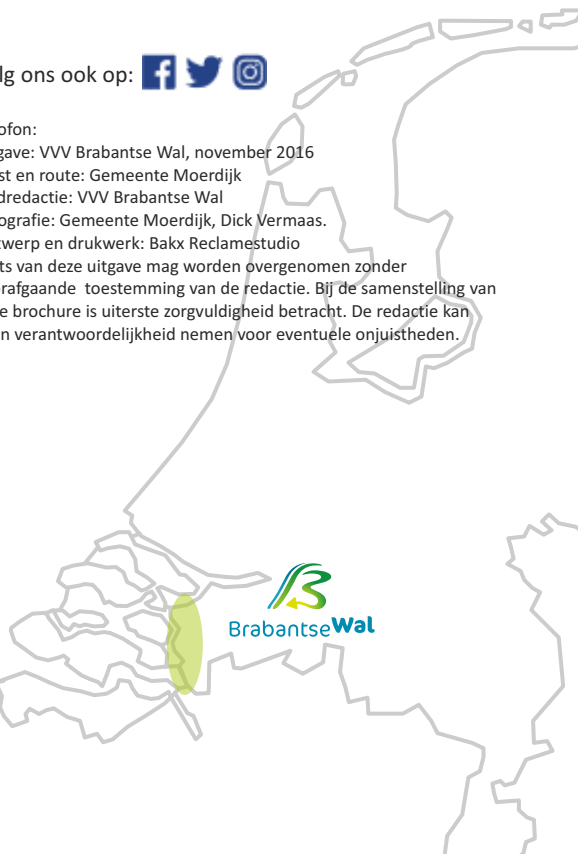 lg ons ook op:
ofon:
gave: VVV Brabantse Wal, november 2016
st en route: Gemeente Moerdijk
dredactie: VVV Brabantse Wal
ografie: Gemeente Moerdijk, Dick Vermaas.
twerp en drukwerk: Bakx Reclamestudio
ts van deze uitgave mag worden overgenomen zonder
rafgaande toestemming van de redactie. Bij de samenstelling van
e brochure is uiterste zorgvuldigheid betracht. De redactie kan
n verantwoordelijkheid nemen voor eventuele onjuistheden.
BrabantseWal